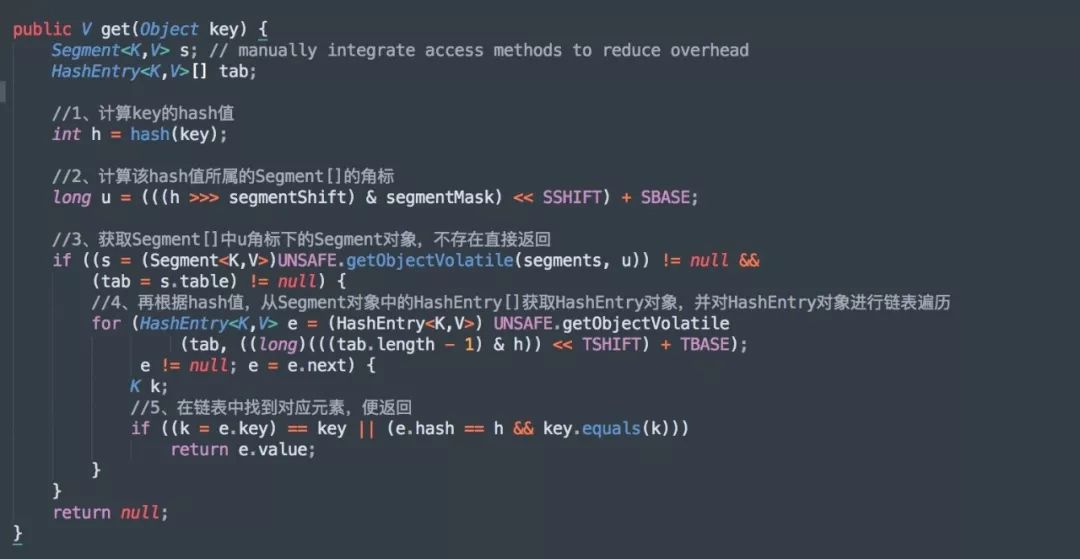 public V get(Object key) {
    Segment<K,V> s; // manually integrate access methods to reduce overhead
    HashEntry<K,V>[] tab;
    //1、计算key的hash值
    int h = hash(key);
    //2、计算该hash值所属的Segment[]的角标
    long u = (((h >>> segmentShift) & segmentMask) << SSHIFT) + SBASE;
    //3、获取Segment[]中u角标下的Segment对象，不存在直接返回
    if ((s = (Segment<K,V>)UNSAFE.getObjectVolatile(segments, u)) != null &&
        (tab = s.table) != null) {
        //4、再根据hash值，从Segment对象中的HashEntry[]获取HashEntry对象，并对HashEntry对象进行链表遍历
        for (HashEntry<K,V> e = (HashEntry<K,V>) UNSAFE.getObjectVolatile
                 (tab, ((long)(((tab.length - 1) & h)) << TSHIFT) + TBASE);
             e != null; e = e.next) {
            K k;
            //5、在链表中找到对应元素，便返回
            if ((k = e.key) == key || (e.hash == h && key.equals(k)))
                return e.value;
        }
    }
    return null;
}